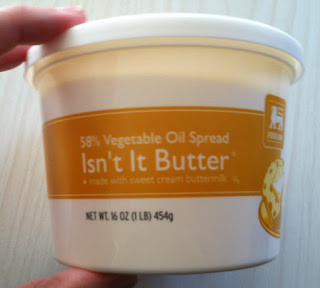 58% Vegetable Oil Spread
Isn't It Butter
• made with sweet cream buttermilk
NET WT. 16 OZ (1 LB) 454g